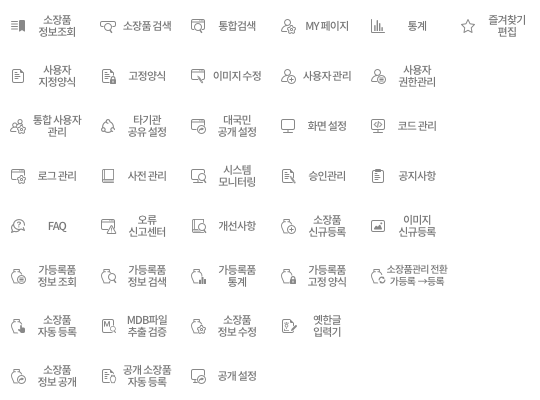 소장품
정보조회
소장품 검색
통합검색
MY 페이지
통계
즐겨찾기
편집
사용자
지정양식
고정양식
이미지 수정
사용자 관리
사용자
권한관리
통합 사용자
관리
타기관
공유 설정
대국민
공개 설정
화면 설정
코드 관리
로그 관리
사전 관리
시스템
모니터링
승인관리
공지사항
FAQ
오류
신고센터
개선사항
소장품
신규등록
이미지
신규등록
가등록품
정보 조회
가등록품
정보 검색
가등록품
통계
가등록품
고정 양식
소장품관리 전환
가등록 →등록
소장품
자동 등록
MDB파일
추출 검증
소장품
정보 수정
옛한글
입력기
소장품
정보 공개
공개 소장품
자동 등록
공개 설정